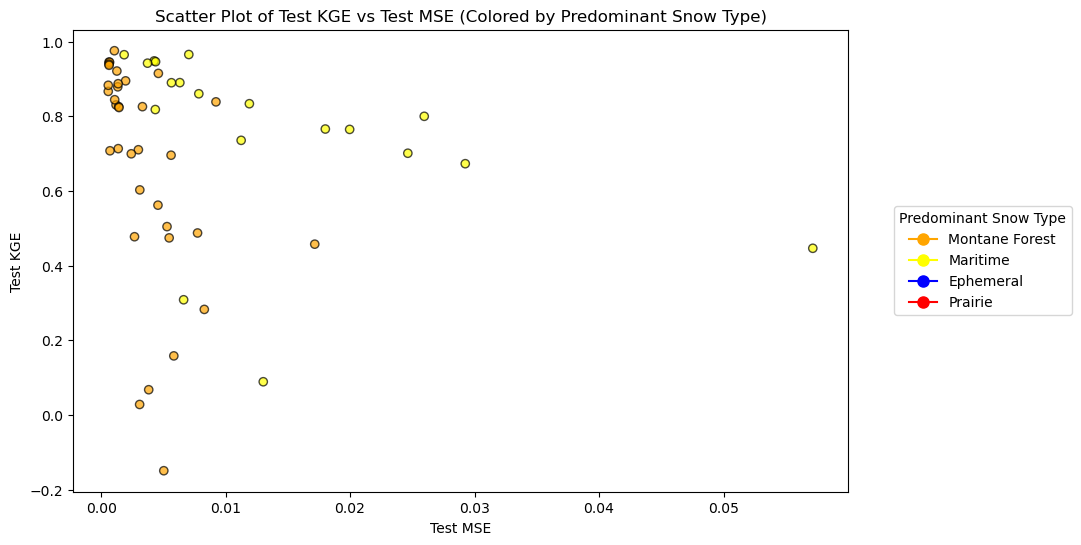 Scatter Plot of Test KGE vs Test MSE (Colored by Predominant Snow Type)
1.0
0.8
0.6
0.4
0.2
0.0
−0.2
Test KGE
0.00
0.01
0.02
0.03
0.04
0.05
Test MSE
Predominant Snow Type
Montane Forest
Maritime
Ephemeral
Prairie